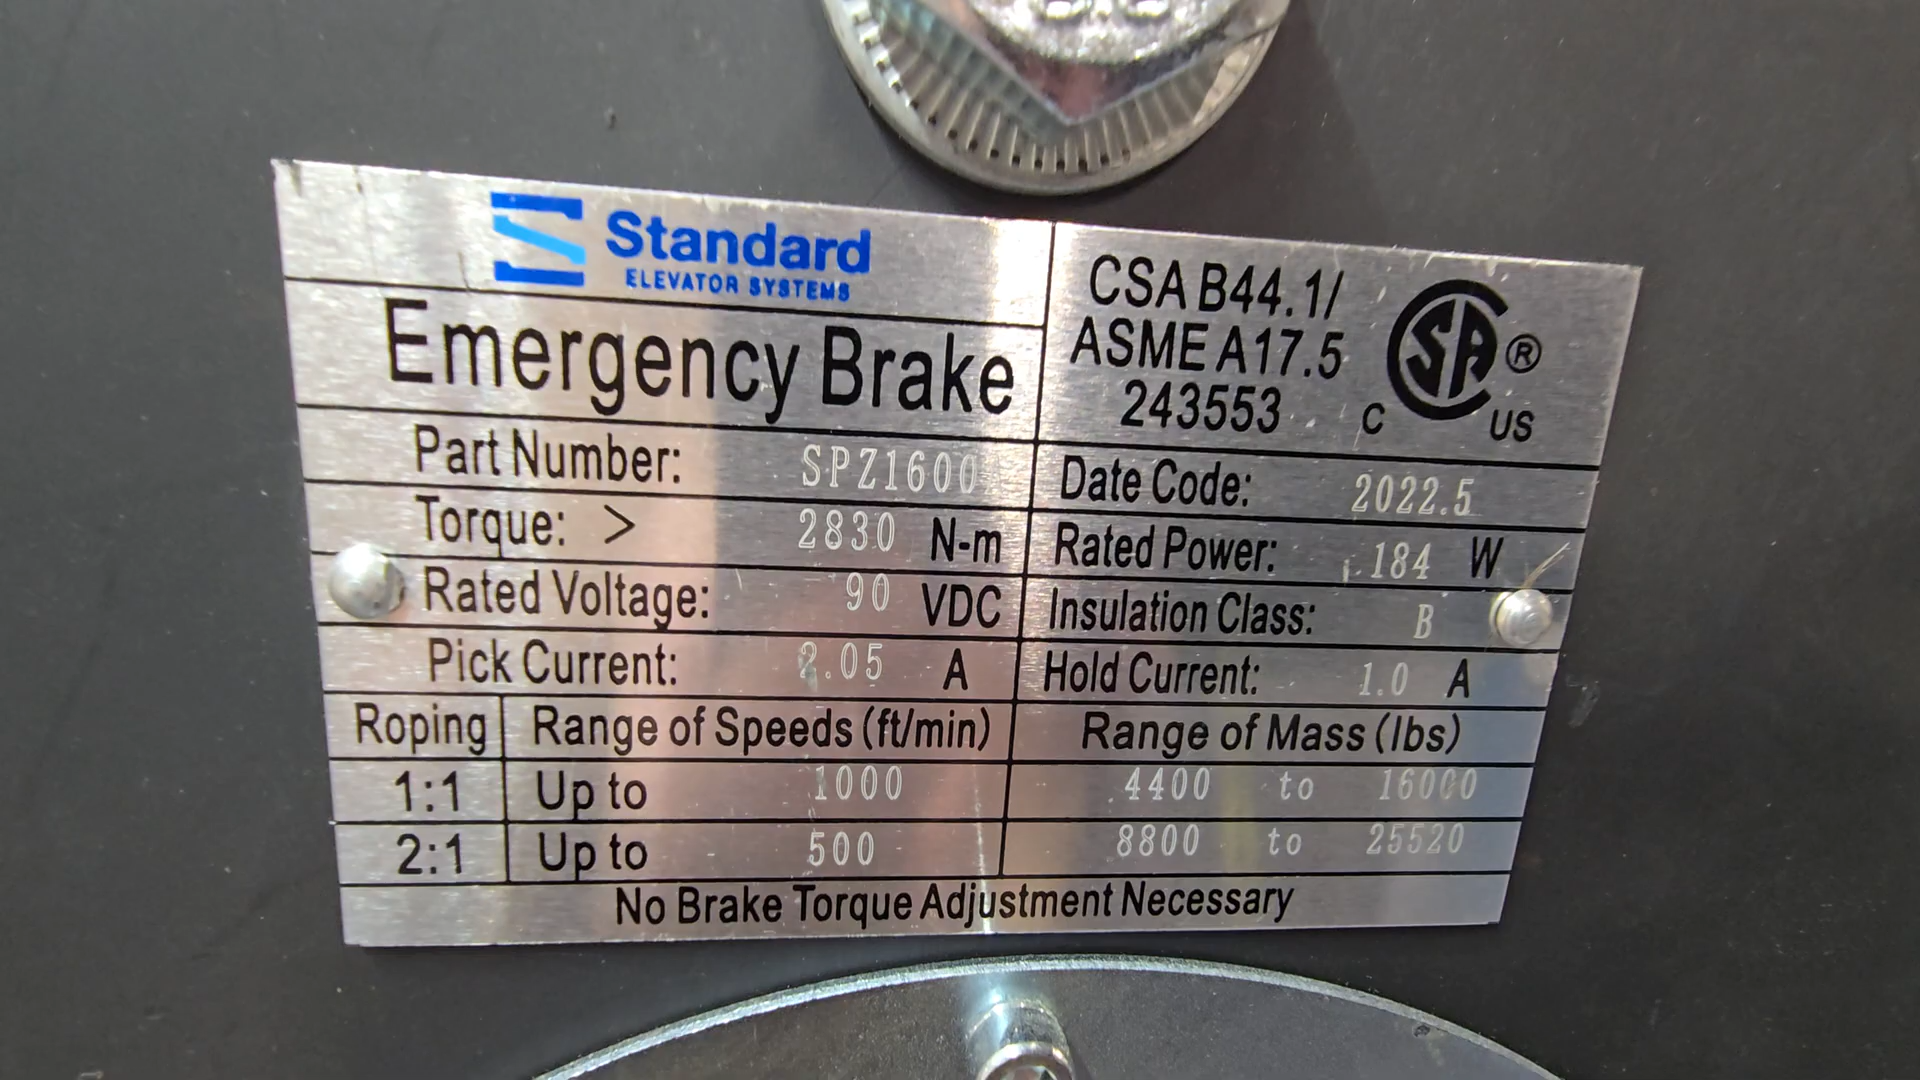 Standard
ELEVATOR SYSTEMS
Emergency Brake
CSA B44.1/
ASME A17.5
243553
C SA ® US
Part Number: SPZ1600
Date Code: 2022.5
Torque: > 2830 N-m
Rated Power: 184 W
Rated Voltage: 90 VDC
Insulation Class: B
Pick Current: 2.05 A
Hold Current: 1.0 A
Roping Range of Speeds (ft/min) Range of Mass (lbs)
1:1 Up to 1000 4400 to 16000
2:1 Up to 500 8800 to 25520
No Brake Torque Adjustment Necessary